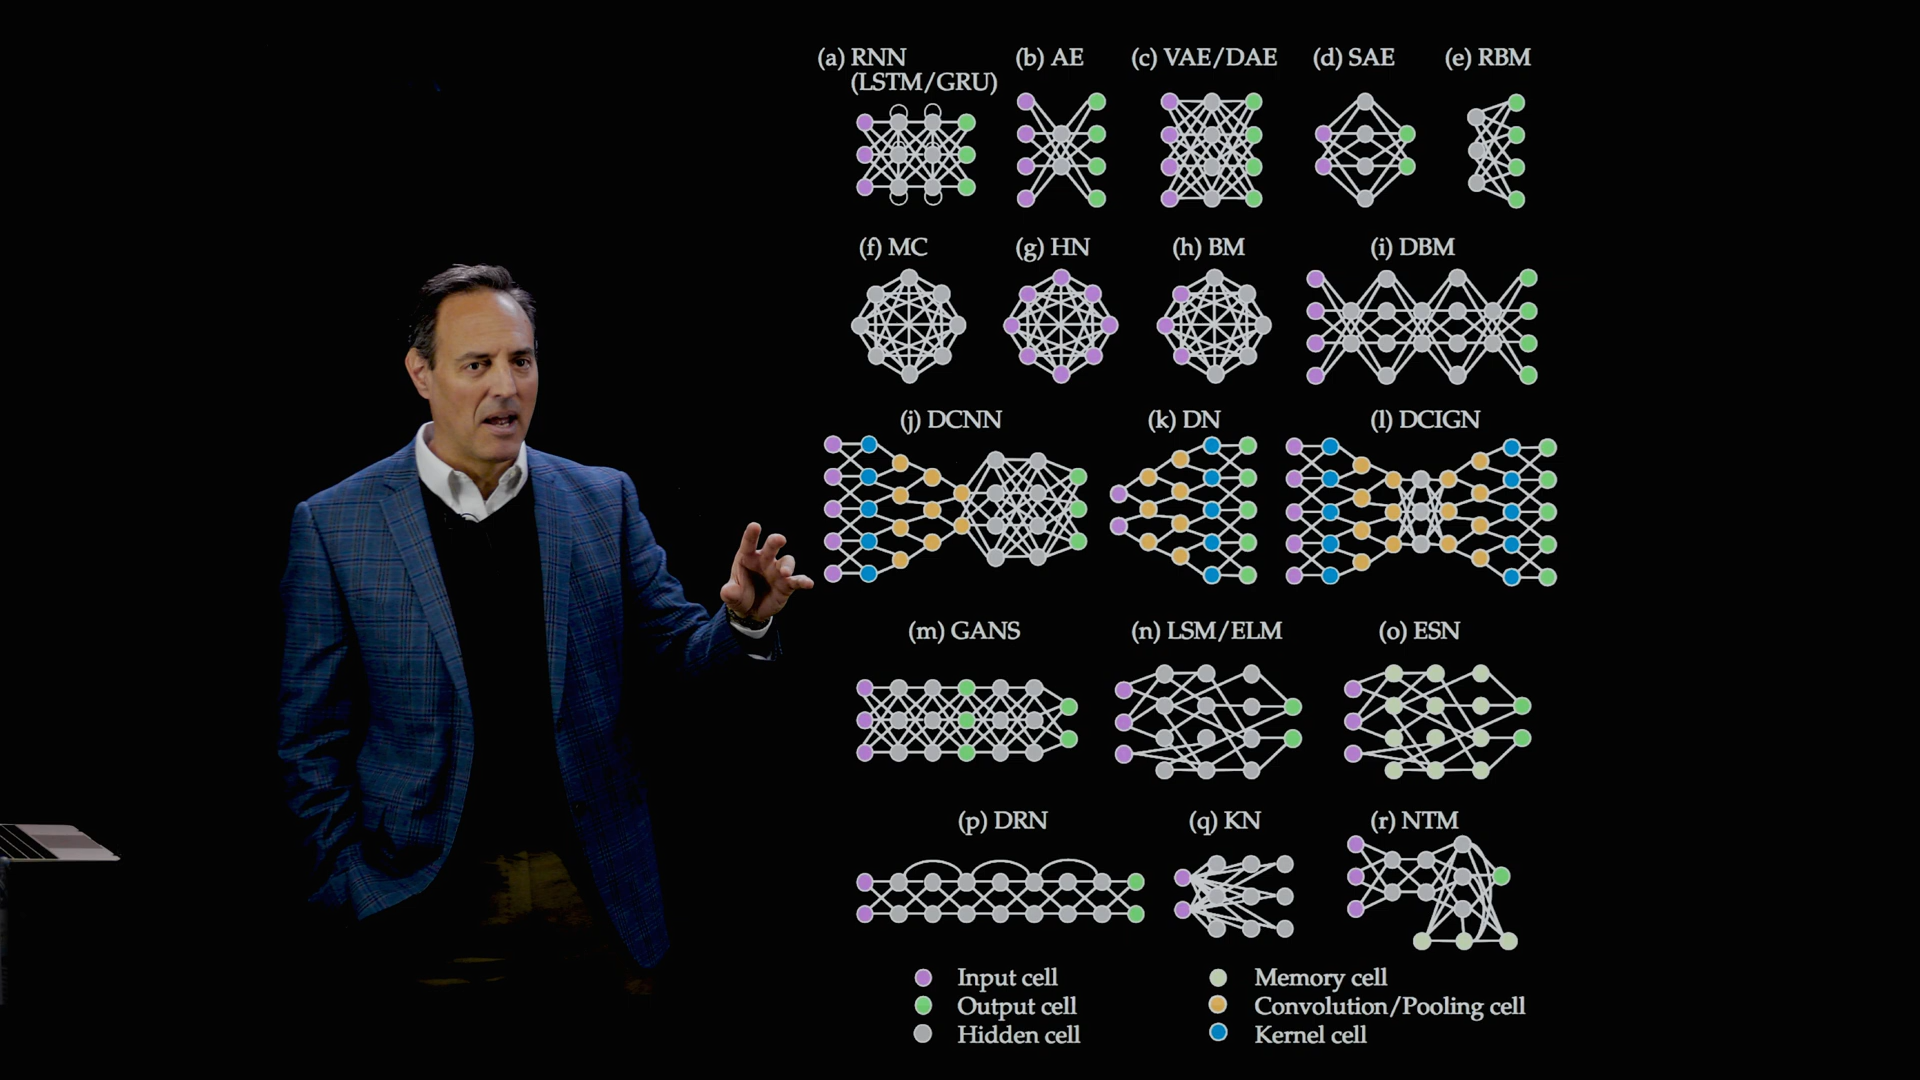 (a) RNN
(LSTM/GRU)
(b) AE
(c) VAE/DAE
(d) SAE
(e) RBM
(f) MC
(g) HN
(h) BM
(i) DBM
(j) DCNN
(k) DN
(l) DCIGN
(m) GANS
(n) LSM/ELM
(o) ESN
(p) DRN
(q) KN
(r) NTM
Input cell
Output cell
Hidden cell
Memory cell
Convolution/Pooling cell
Kernel cell